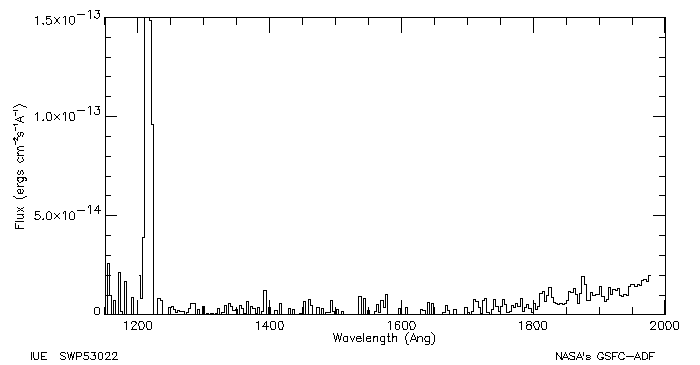 1.5×10−13
1.0×10−13
5.0×10−14
0
Flux (ergs cm−2s−1A−1)
1200 1400 1600 1800 2000
Wavelength (Ang)
IUE SWP53022 NASA's GSFC−ADF